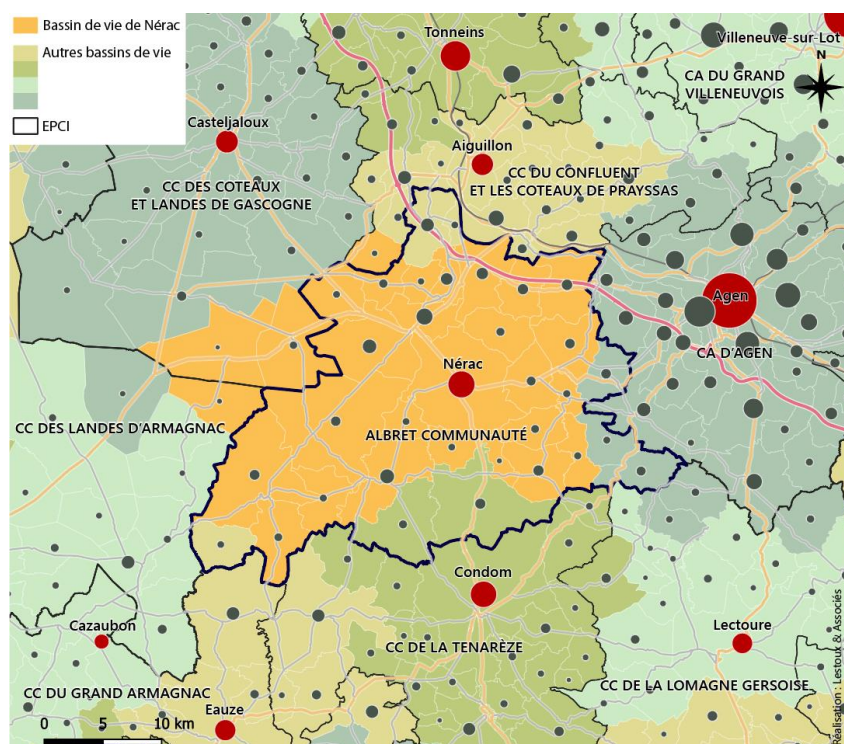 Bassin de vie de Nérac
Autres bassins de vie
EPCI
Tonneins
Villeneuve-sur-Lot
N
CA DU GRAND
VILLENEUVOIS
Casteljaloux
Aiguillon
CC DU CONFLUENT
ET LES COTEAUX DE PRAYSSAS
CC DES COTEAUX
ET LANDES DE GASCOGNE
Agen
CA D'AGEN
Nérac
CC DES LANDES D'ARMAGNAC
ALBRET COMMUNAUTÉ
Condom
Cazaubon
Lectoure
CC DE LA TENARÈZE
CC DU GRAND ARMAGNAC
CC DE LA LOMAGNE GERSOISE
Eauze
0 5 10 km
Réalisation : Lestoux & Associés